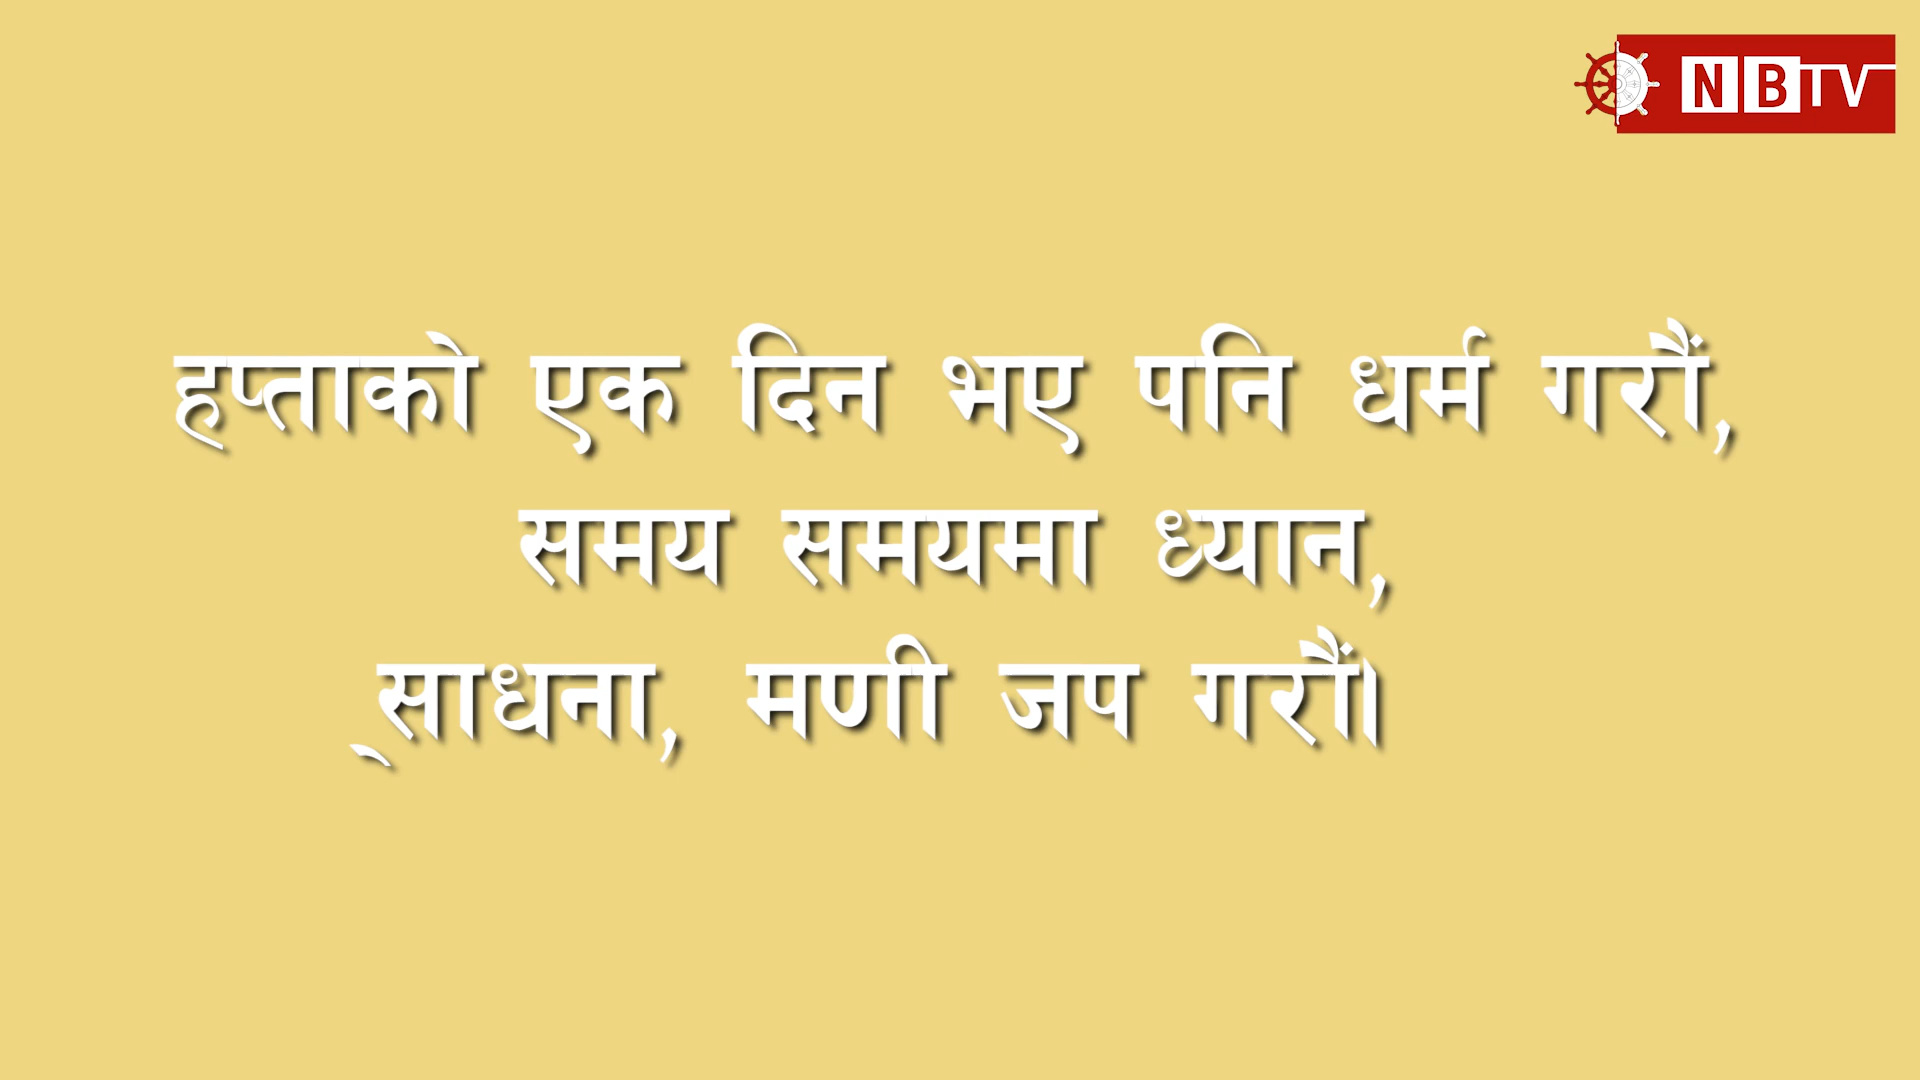 NBTV
हप्ताको एक दिन भए पनि धर्म गरौं,
समय समयमा ध्यान,
साधना, मणी जप गरौं।